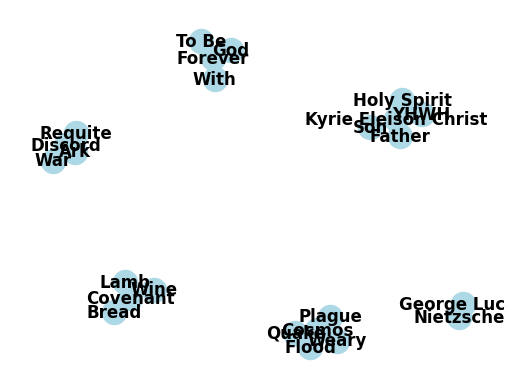 To Be
God
Forever
With
Holy Spirit
YHWH
Kyrie Eleison Christ
Son
Father
Requite
Discord
Ark
War
Lamb
Wine
Covenant
Bread
Plague
Cosmos
Quake
Weary
Flood
George Luc
Nietzsche